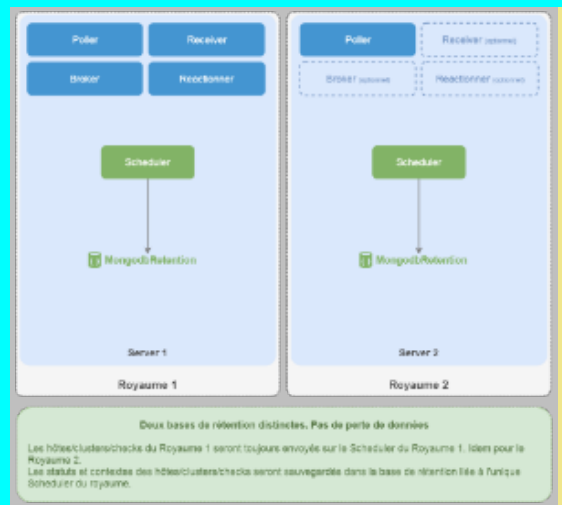 Poller
Receiver
Broker
Reactionner
Scheduler
MongodbRetention
Server 1
Royaume 1
Poller
Receiver (optionnel)
Broker (optionnel)
Reactionner (optionnel)
Scheduler
MongodbRetention
Server 2
Royaume 2
Deux bases de rétention distinctes. Pas de perte de données
Les hôtes/clusters/checks du Royaume 1 seront toujours envoyés sur le Scheduler du Royaume 1. Idem pour le
Royaume 2.
Les statuts et contextes des hôtes/clusters/checks seront sauvegardés dans la base de rétention liée à l'unique
Scheduler du royaume.